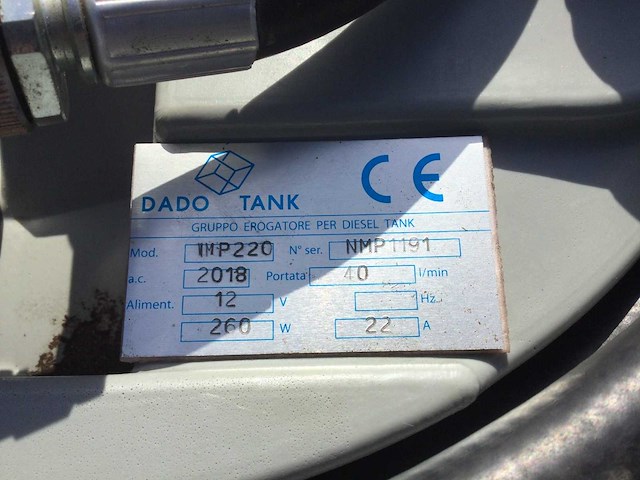 DADO TANK CE
GRUPPO EROGATORE PER DIESEL TANK
Mod. P220 N° ser. NMP1191
a.c. 2018 Portata 40 l/min
Aliment. 12 V Hz
260 W 22 A